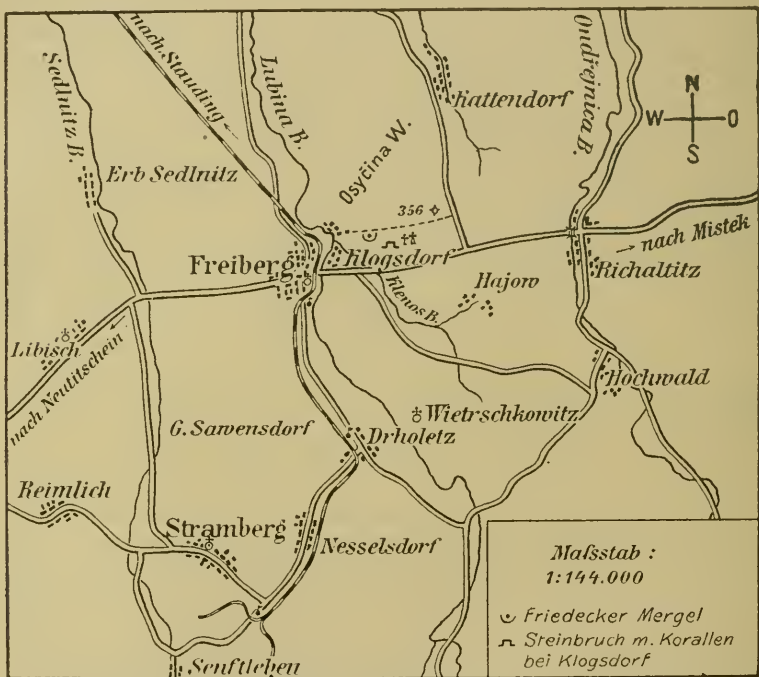 Sedlnitz B.
nach Stauding
Lubina B.
Kattendorf
Ondřejnica B.
N
W O
S
Erb Sedlnitz
Osyčina W.
356
nach Mistek
Freiberg
Klogsdorf
Richaltitz
Hajow
Klenos B.
Libisch
nach Neutitschein
Hochwald
Wietrschkowitz
G. Sawensdorf
Drholetz
Reimlich
Stramberg
Nesselsdorf
Senftleben
Maſsstab :
1:144.000
Friedecker Mergel
Steinbruch m. Korallen
bei Klogsdorf